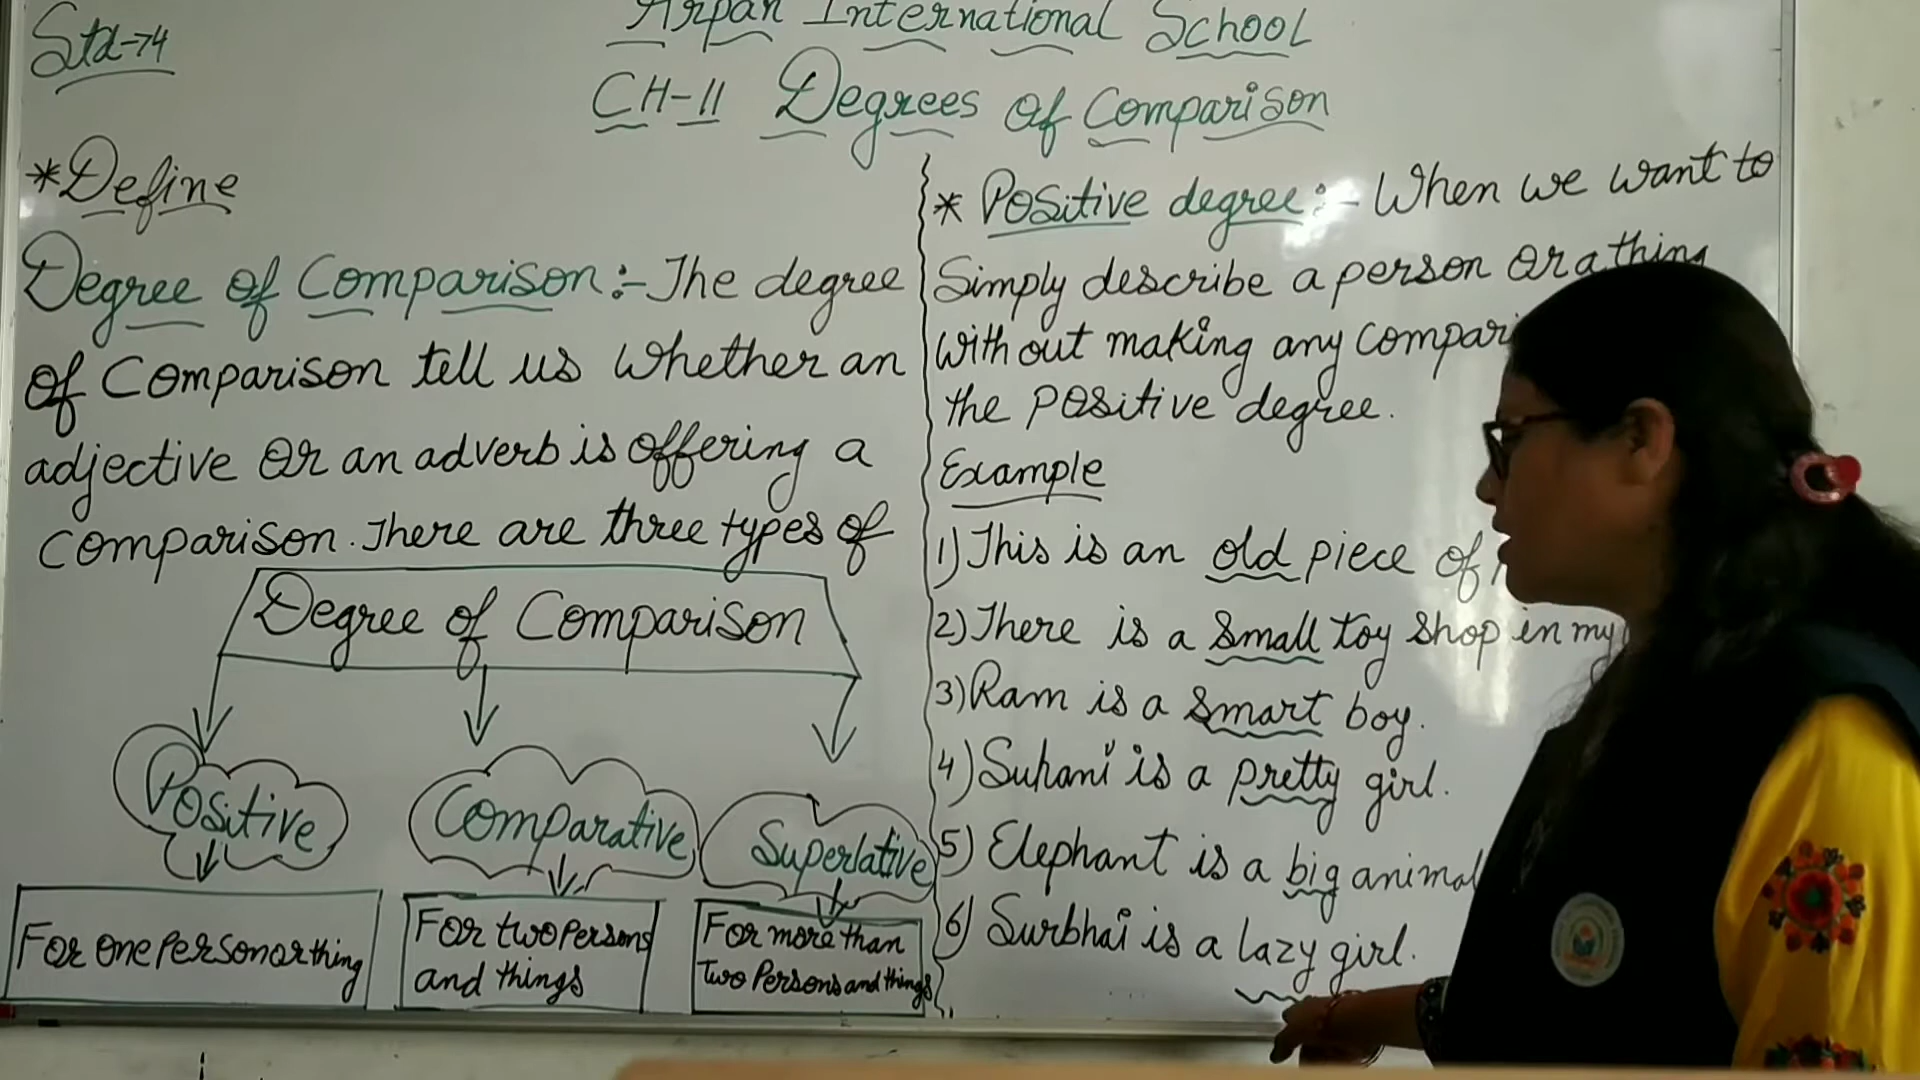 Std→4
Arpan International School
CH-11 Degrees of Comparison
*Define
Degree of Comparison:- The degree
of Comparison tell us whether an
adjective or an adverb is offering a
Comparison. There are three types of
Degree of Comparison
Positive
Comparative
Superlative
For one Person or thing
For two Persons
and things
For more than
two Persons and things
* Positive degree:- When we want to
Simply describe a person or a thing
without making any
the Positive degree.
Example
1) This is an old piece of
2) There is a small toy shop in my
3) Ram is a smart boy.
4) Suhani is a pretty girl.
5) Elephant is a big animal
6) Surbhai is a lazy girl.